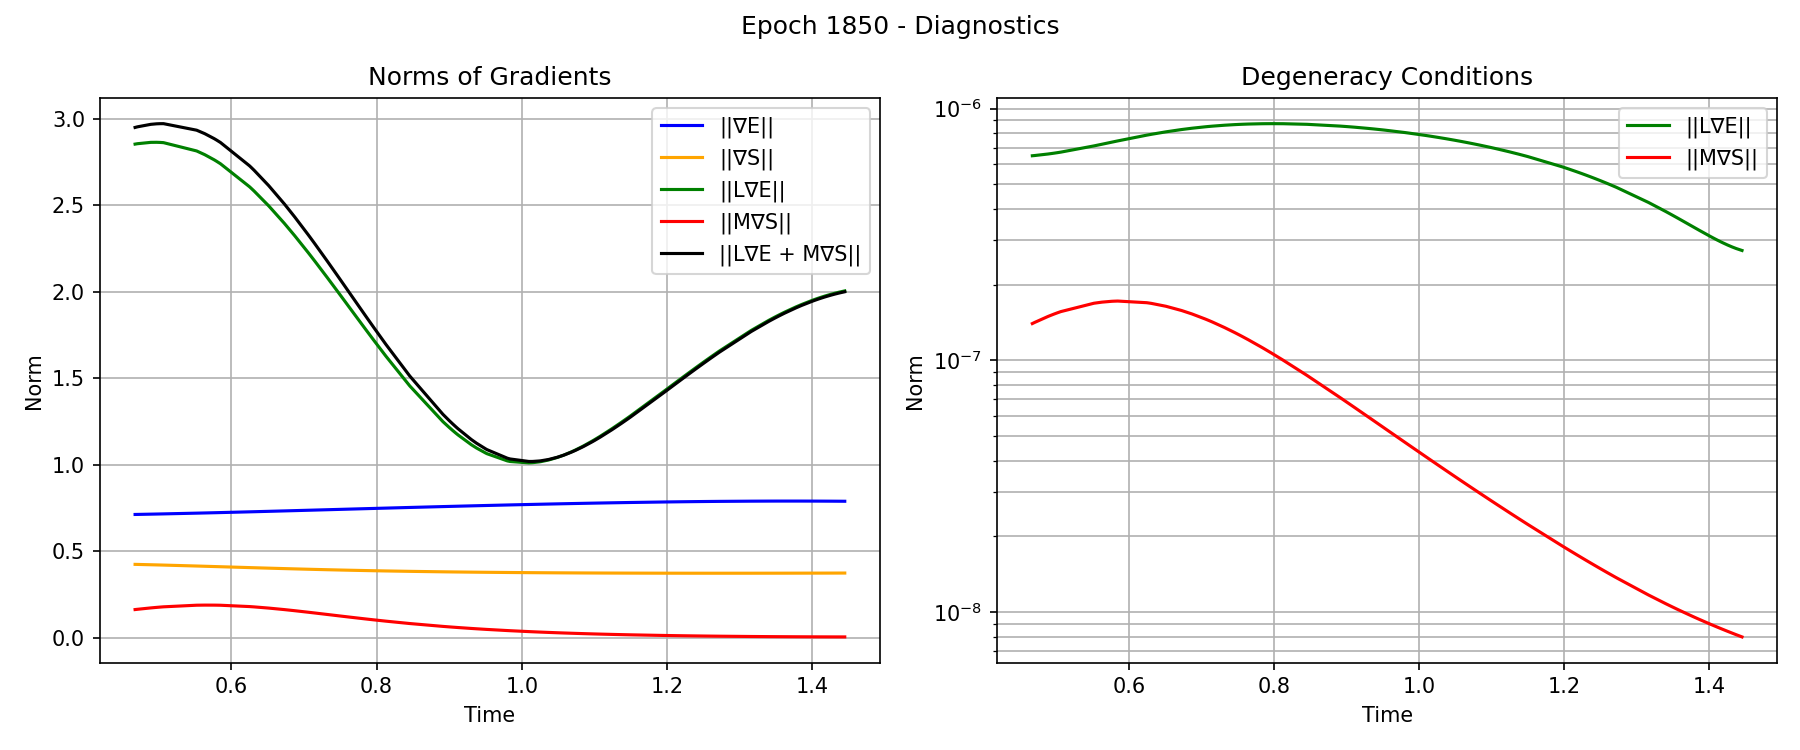 Epoch 1850 - Diagnostics
Norms of Gradients
3.0
2.5
2.0
1.5
1.0
0.5
0.0
Norm
0.6
0.8
1.0
1.2
1.4
Time
||∇E||
||∇S||
||L∇E||
||M∇S||
||L∇E + M∇S||
Degeneracy Conditions
10⁻⁶
10⁻⁷
10⁻⁸
Norm
0.6
0.8
1.0
1.2
1.4
Time
||L∇E||
||M∇S||